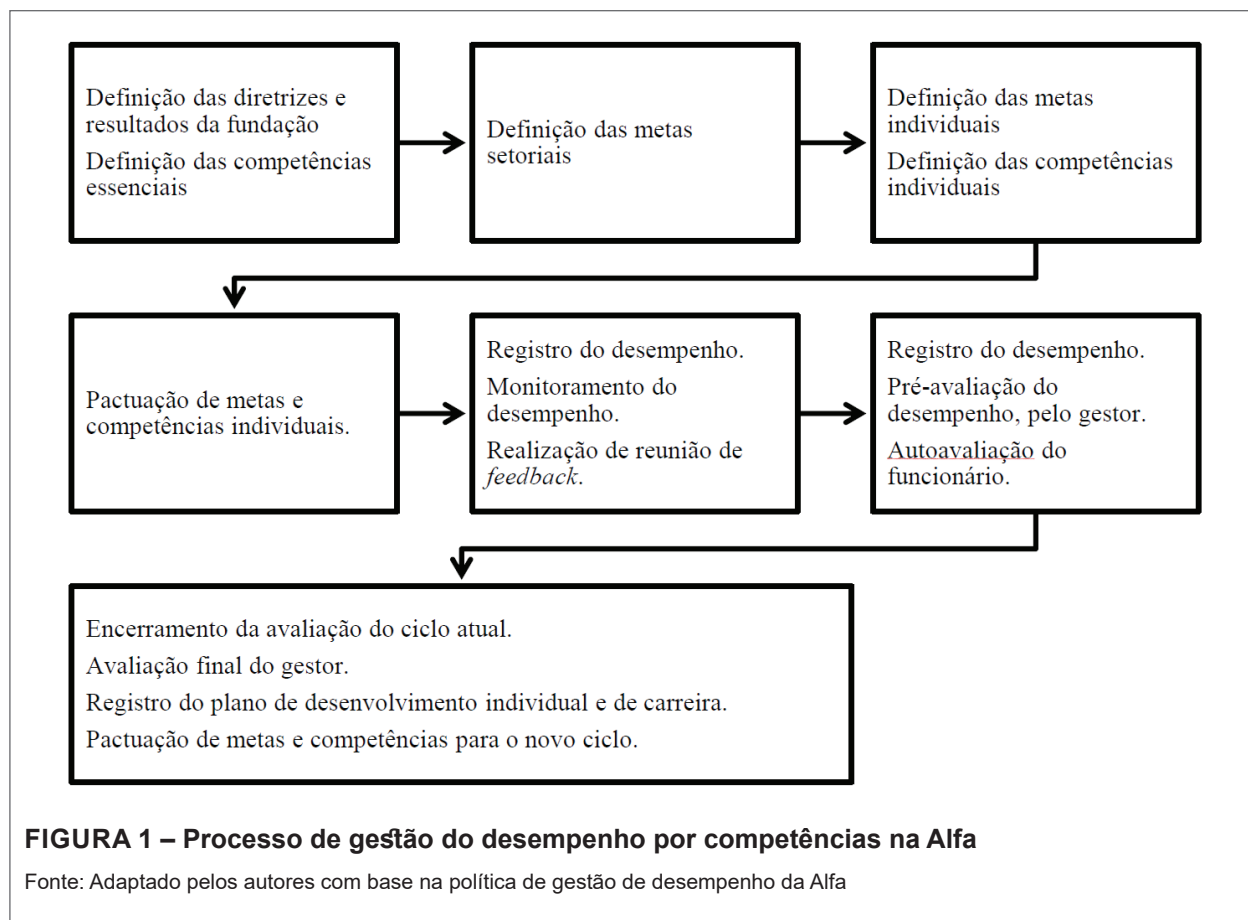 Definição das diretrizes e
resultados da fundação
Definição das competências
essenciais
Definição das metas
setoriais
Definição das metas
individuais
Definição das competências
individuais
Pactuação de metas e
competências individuais.
Registro do desempenho.
Monitoramento do
desempenho.
Realização de reunião de
feedback.
Registro do desempenho.
Pré-avaliação do
desempenho, pelo gestor.
Autoavaliação do
funcionário.
Encerramento da avaliação do ciclo atual.
Avaliação final do gestor.
Registro do plano de desenvolvimento individual e de carreira.
Pactuação de metas e competências para o novo ciclo.
FIGURA 1 – Processo de gestão do desempenho por competências na Alfa
Fonte: Adaptado pelos autores com base na política de gestão de desempenho da Alfa